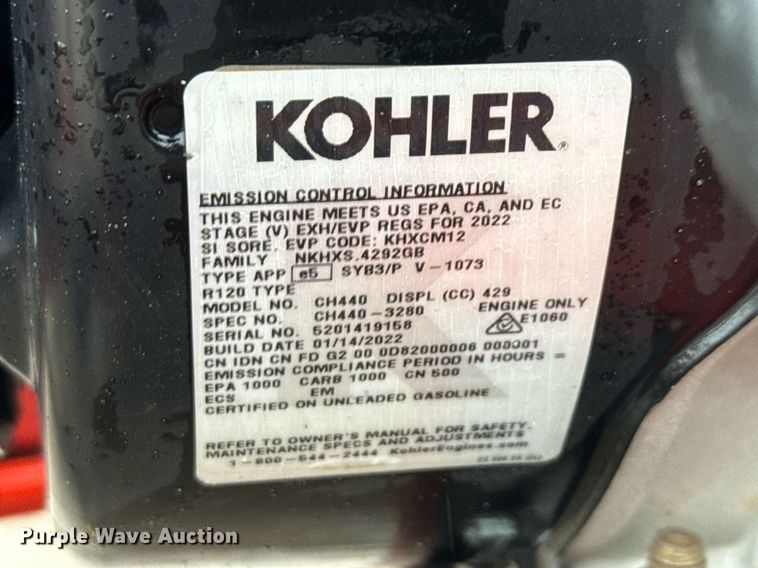 KOHLER®
EMISSION CONTROL INFORMATION
THIS ENGINE MEETS US EPA, CA, AND EC
STAGE (V) EXH/EVP REGS FOR 2022
SI SORE. EVP CODE: KHXCM12
FAMILY NKHXS.4292GB
TYPE APP e5 SYB3/P V-1073
R120 TYPE
MODEL NO. CH440 DISPL (CC) 429
SPEC NO. CH440-3280 ENGINE ONLY
SERIAL NO. 5201419158 E1060
BUILD DATE 01/14/2022
CN IDN CN FD G2 00 0D82000006 000001
EMISSION COMPLIANCE PERIOD IN HOURS =
EPA 1000 CARB 1000 CN 500
ECS EM
CERTIFIED ON UNLEADED GASOLINE
REFER TO OWNER'S MANUAL FOR SAFETY,
MAINTENANCE SPECS AND ADJUSTMENTS
1-800-544-2444 KohlerEngines.com
Purple Wave Auction